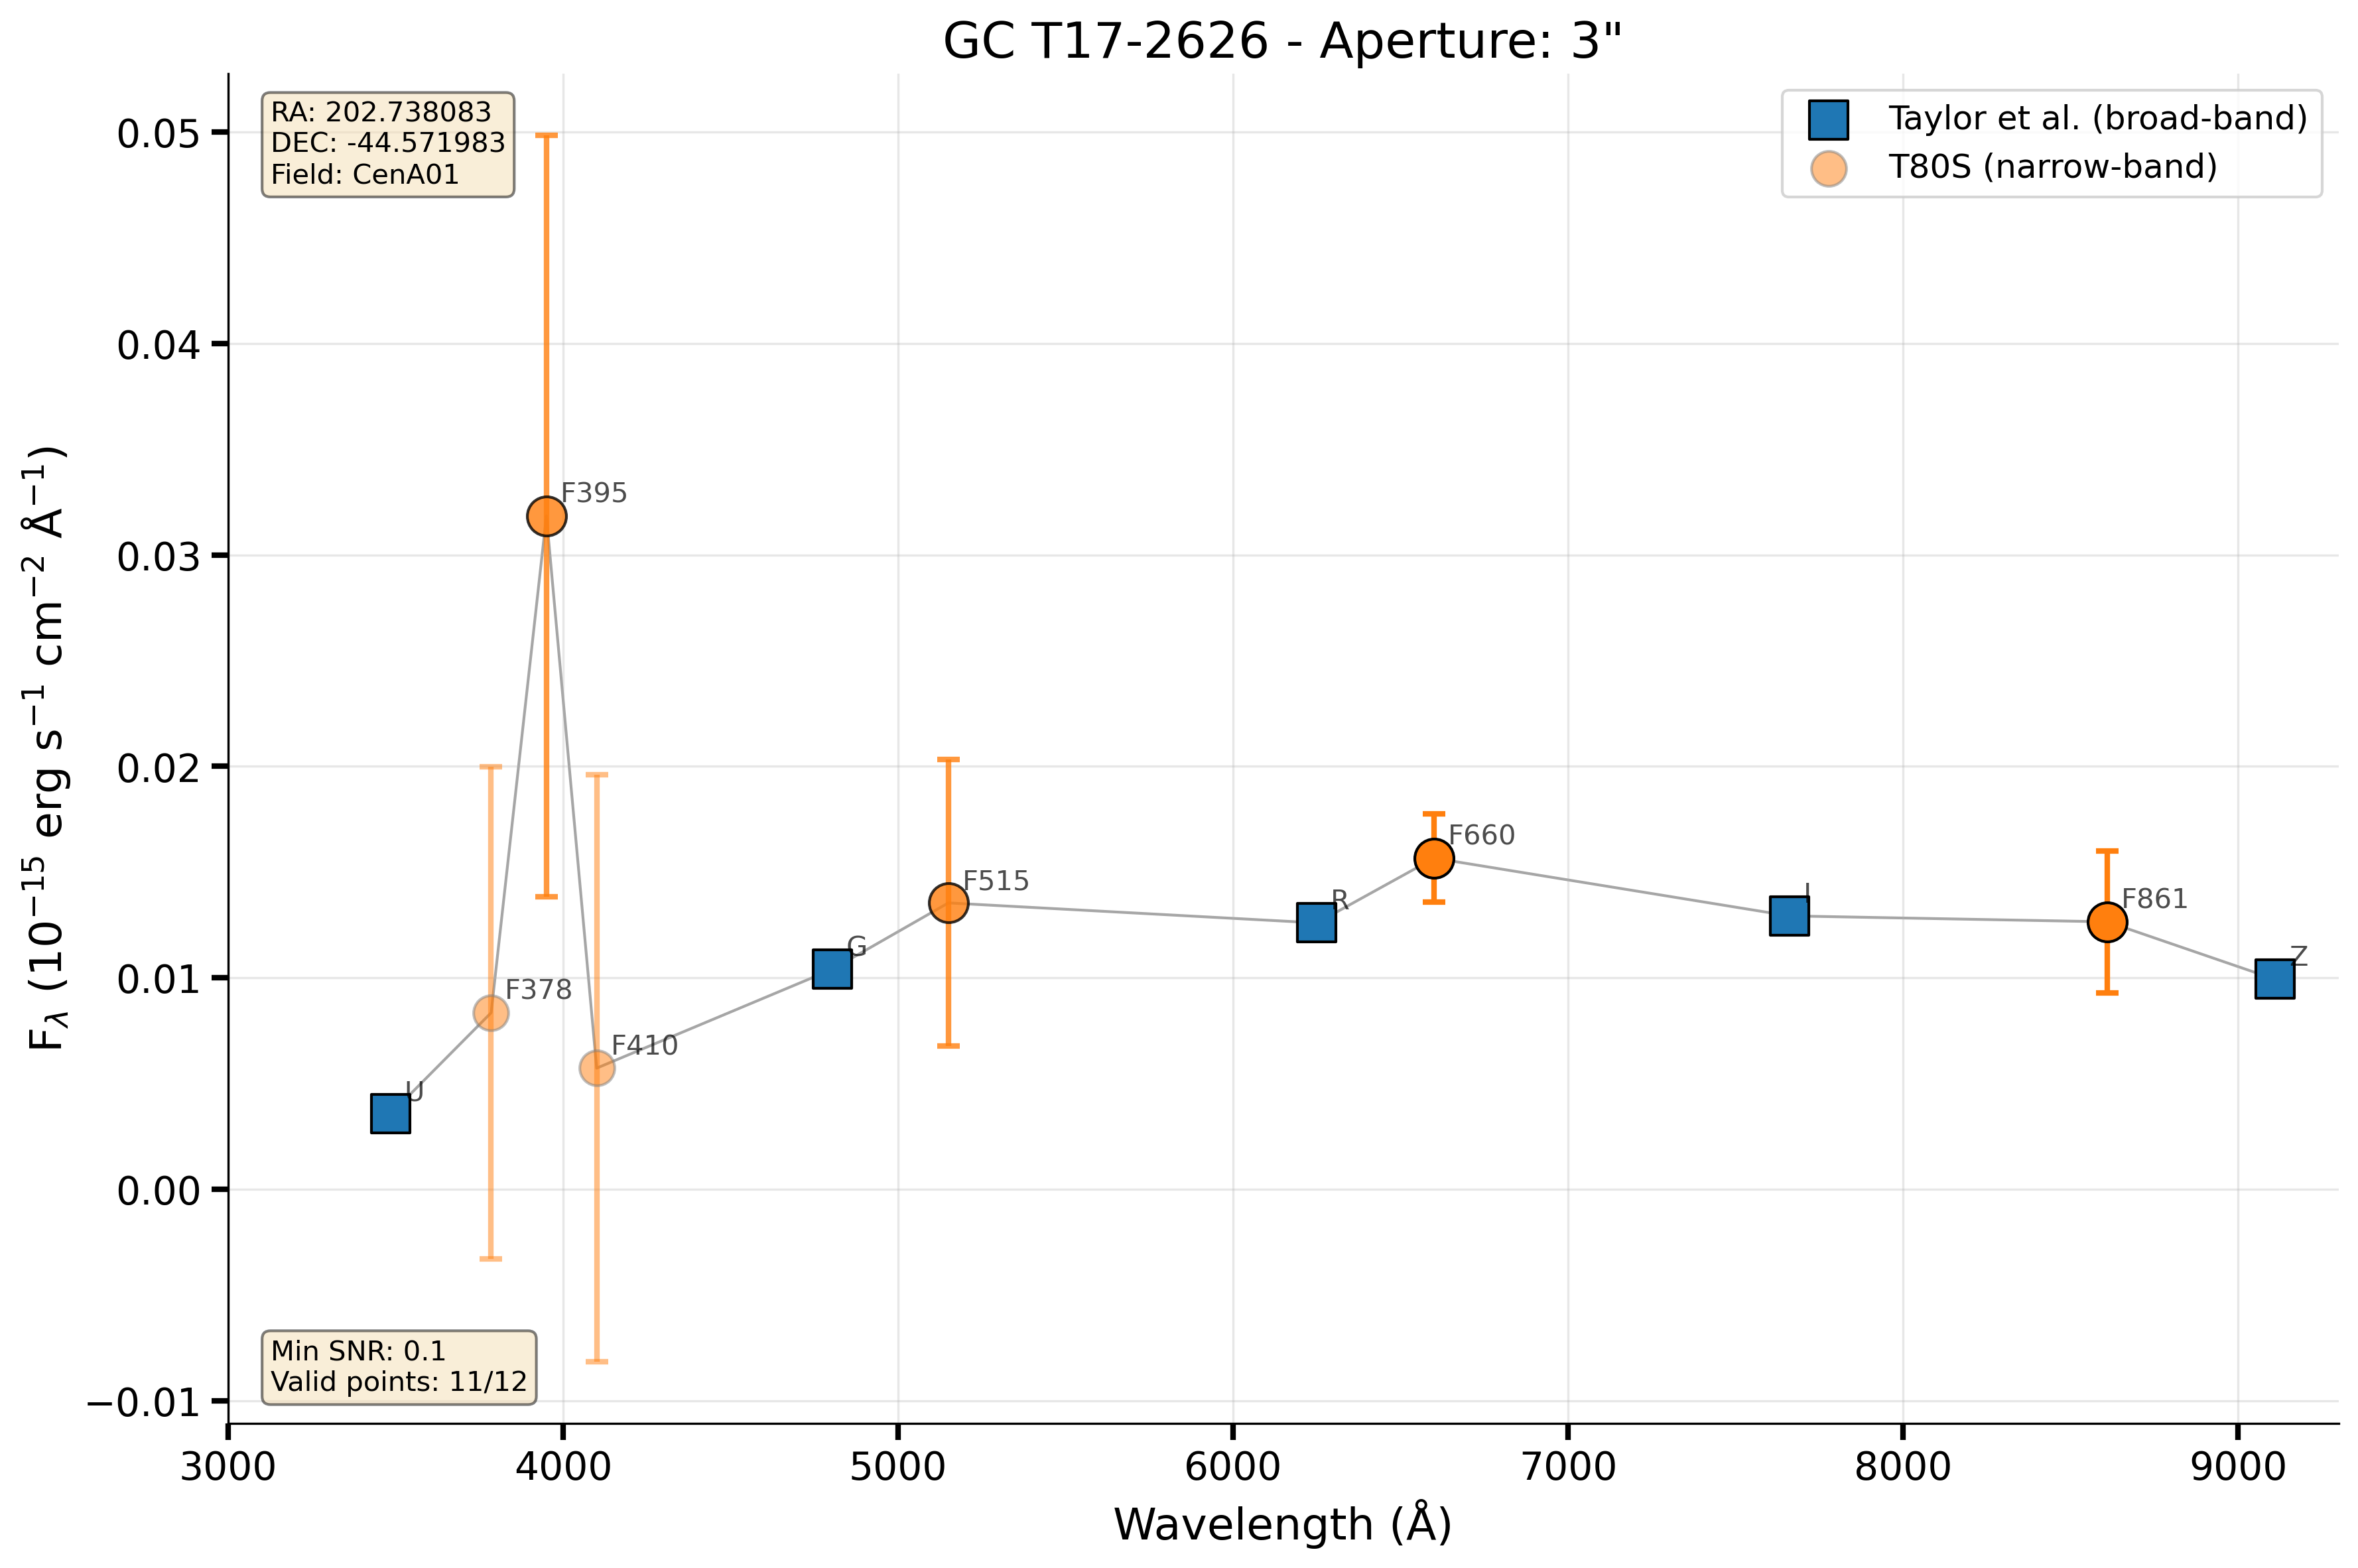 GC T17-2626 - Aperture: 3"
RA: 202.738083
DEC: -44.571983
Field: CenA01
Taylor et al. (broad-band)
T80S (narrow-band)
0.05
0.04
0.03
0.02
0.01
0.00
−0.01
F_λ (10⁻¹⁵ erg s⁻¹ cm⁻² Å⁻¹)
U
F378
F395
F410
G
F515
R
F660
I
F861
Z
Min SNR: 0.1
Valid points: 11/12
3000 4000 5000 6000 7000 8000 9000
Wavelength (Å)